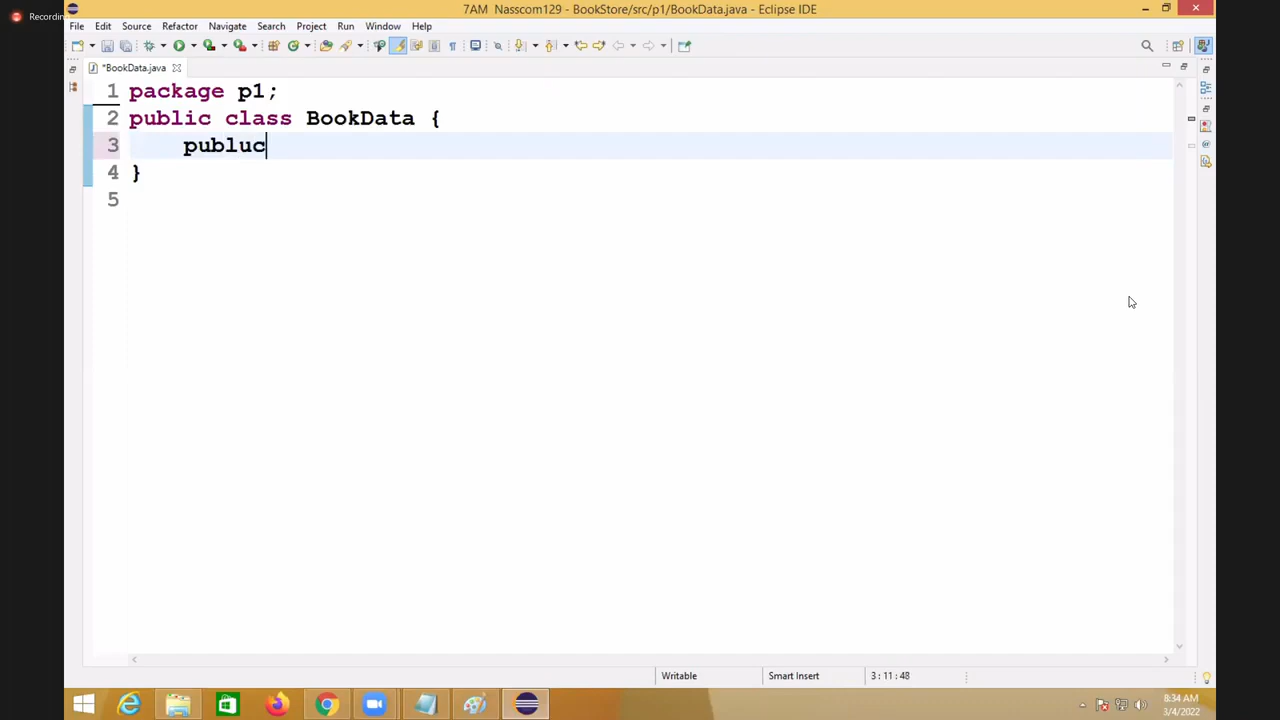 Recording
7AM Nasscom129 - BookStore/src/p1/BookData.java - Eclipse IDE
File Edit Source Refactor Navigate Search Project Run Window Help
*BookData.java
1 package p1;
2 public class BookData {
3 publuc
4 }
5
Writable Smart Insert 3 : 11 : 48
8:34 AM
3/4/2022